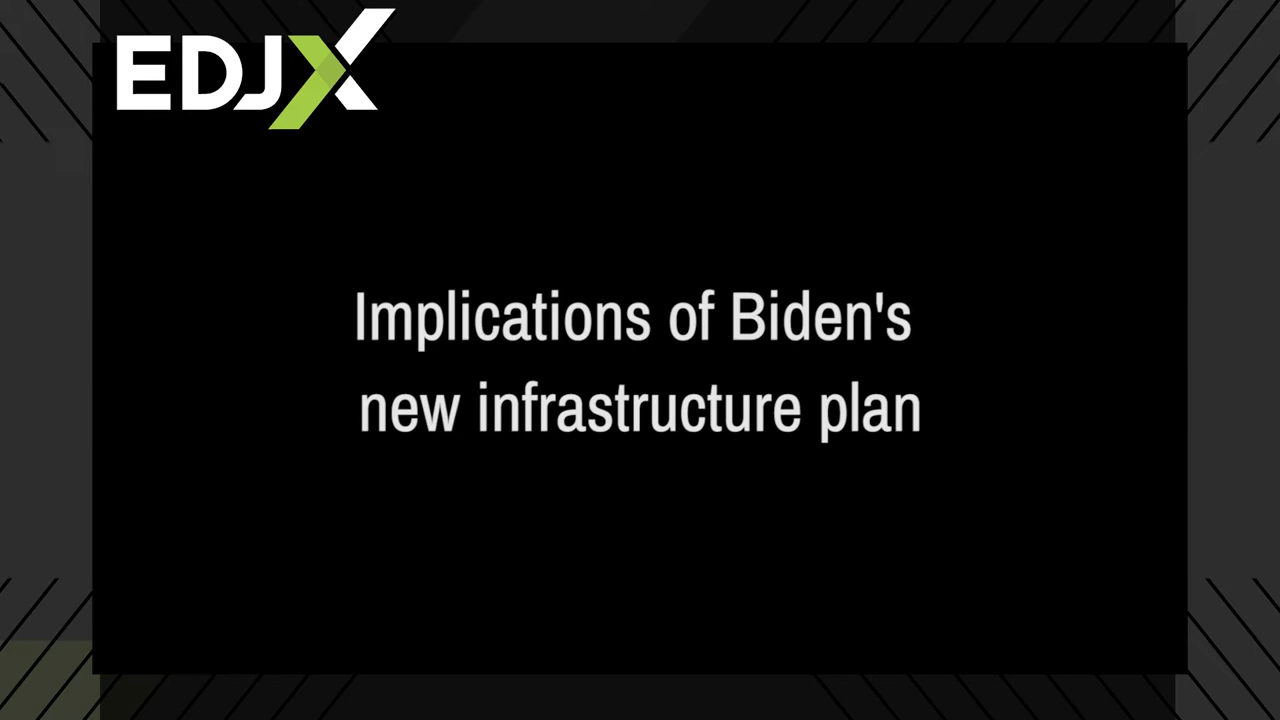 EDJX
Implications of Biden's
new infrastructure plan